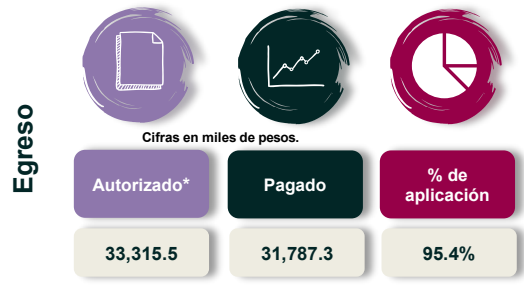 Egreso
Cifras en miles de pesos.
Autorizado*
Pagado
% de
aplicación
33,315.5
31,787.3
95.4%